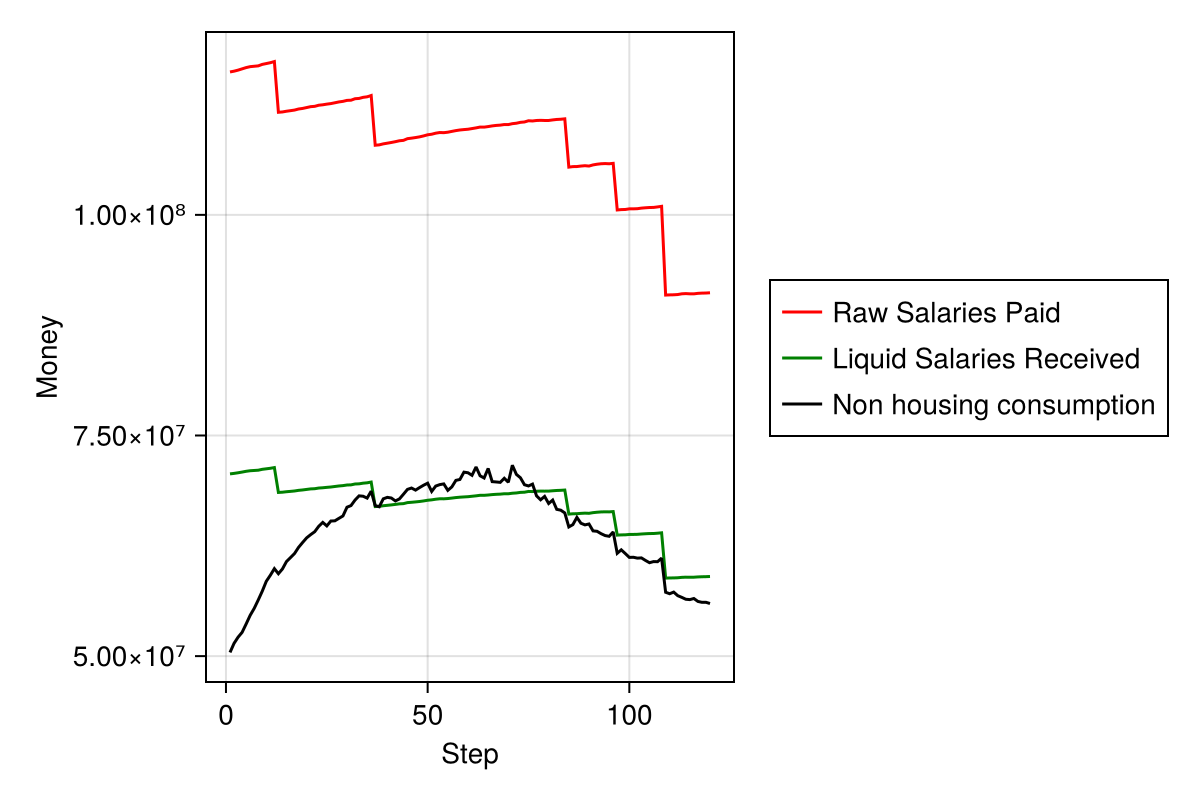 1.00×10⁸
7.50×10⁷
5.00×10⁷
Money
0
50
100
Step
Raw Salaries Paid
Liquid Salaries Received
Non housing consumption